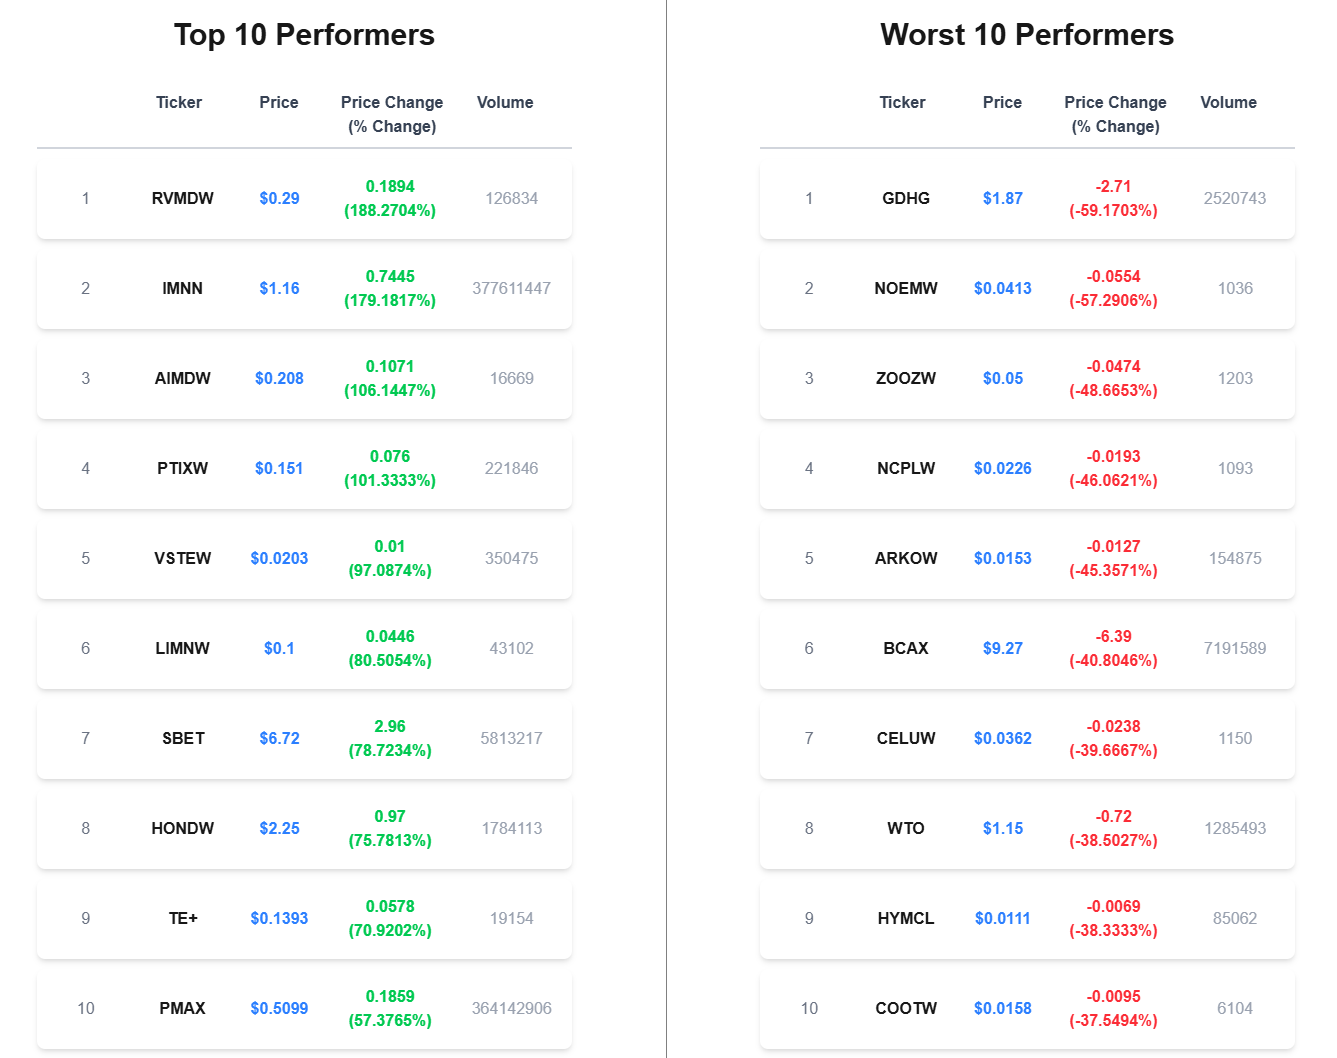 Top 10 Performers
Ticker Price Price Change Volume
(% Change)
0.1894
1 RVMDW $0.29 126834
(188.2704%)
0.7445
2 IMNN $1.16 377611447
(179.1817%)
0.1071
3 AIMDW $0.208 16669
(106.1447%)
0.076
4 PTIXW $0.151 221846
(101.3333%)
0.01
5 VSTEW $0.0203 350475
(97.0874%)
0.0446
6 LIMNW $0.1 43102
(80.5054%)
2.96
7 SBET $6.72 5813217
(78.7234%)
0.97
8 HONDW $2.25 1784113
(75.7813%)
0.0578
9 TE+ $0.1393 19154
(70.9202%)
0.1859
10 PMAX $0.5099 364142906
(57.3765%)
Worst 10 Performers
Ticker Price Price Change Volume
(% Change)
-2.71
1 GDHG $1.87 2520743
(-59.1703%)
-0.0554
2 NOEMW $0.0413 1036
(-57.2906%)
-0.0474
3 ZOOZW $0.05 1203
(-48.6653%)
-0.0193
4 NCPLW $0.0226 1093
(-46.0621%)
-0.0127
5 ARKOW $0.0153 154875
(-45.3571%)
-6.39
6 BCAX $9.27 7191589
(-40.8046%)
-0.0238
7 CELUW $0.0362 1150
(-39.6667%)
-0.72
8 WTO $1.15 1285493
(-38.5027%)
-0.0069
9 HYMCL $0.0111 85062
(-38.3333%)
-0.0095
10 COOTW $0.0158 6104
(-37.5494%)